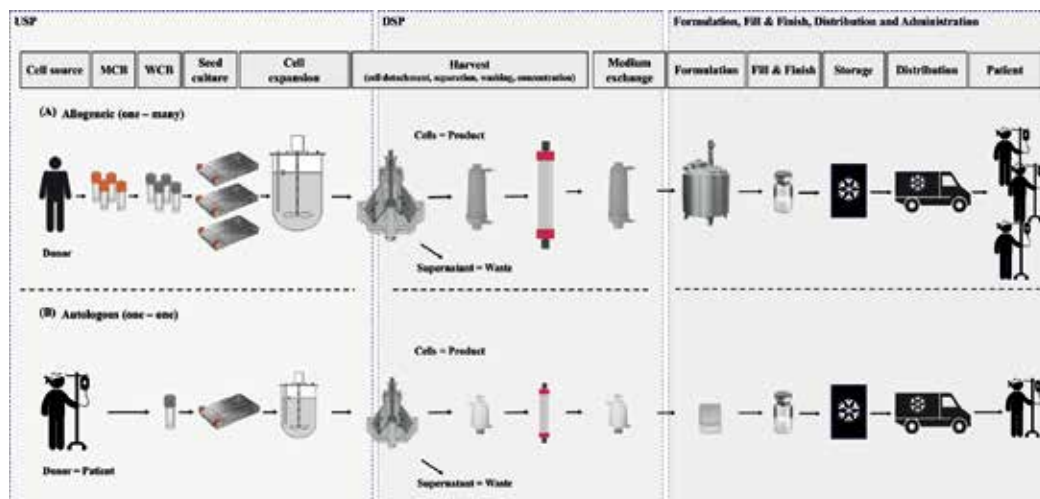 USP
DSP
Formulation, Fill & Finish, Distribution and Administration
Cell source
MCB
WCB
Seed
culture
Cell
expansion
Harvest
(cell detachment, separation, washing, concentration)
Medium
exchange
Formulation
Fill & Finish
Storage
Distribution
Patient
(A) Allogeneic (one – many)
Cells = Product
Donor
Supernatant = Waste
(B) Autologous (one – one)
Cells = Product
Donor = Patient
Supernatant = Waste